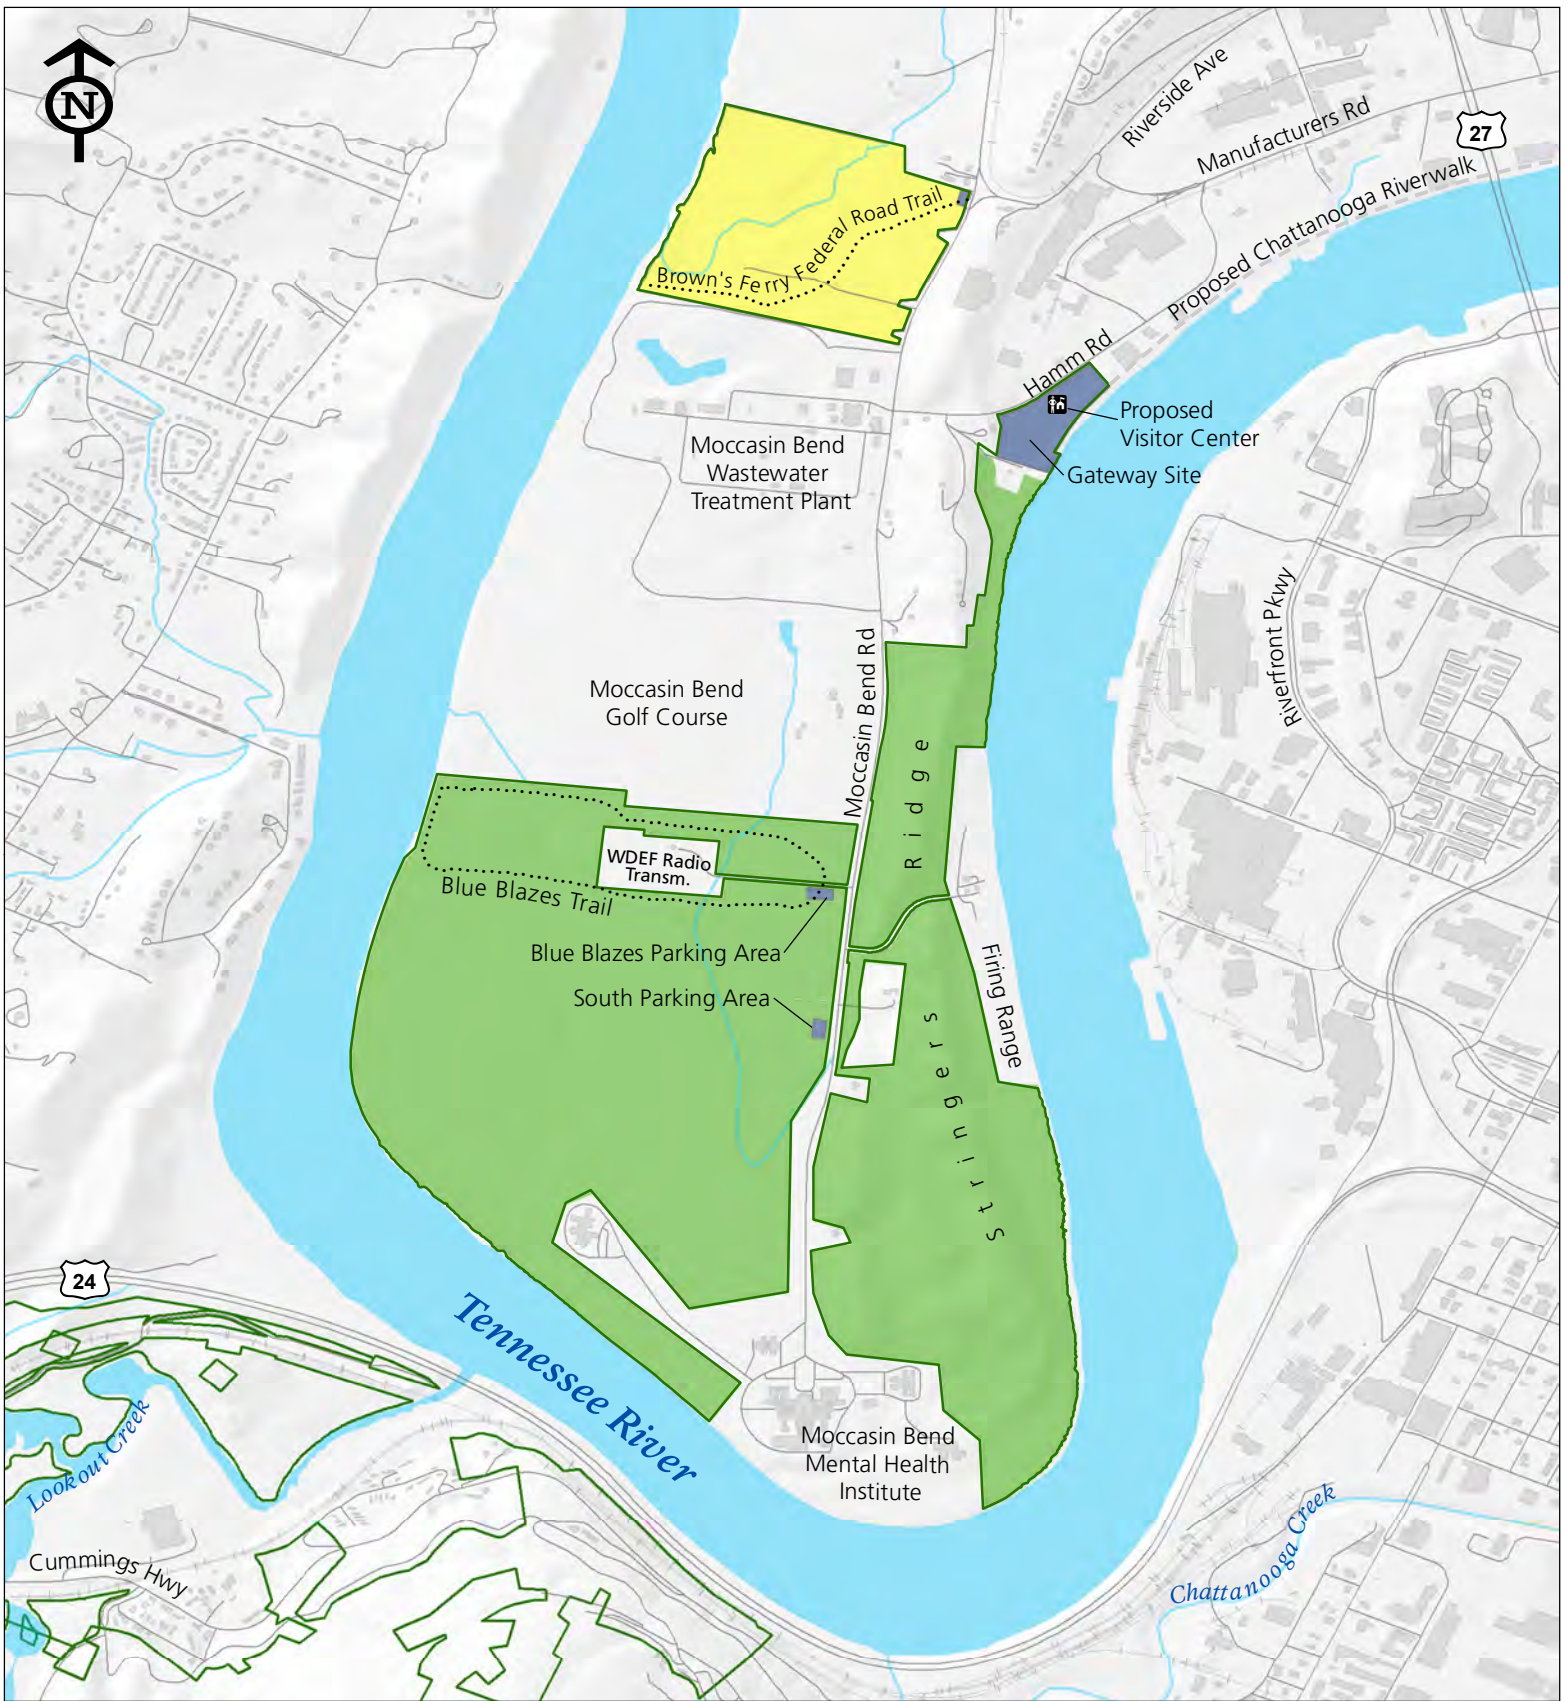 N
Riverside Ave
Manufacturers Rd
27
Proposed Chattanooga Riverwalk
Brown's Ferry Federal Road Trail
Hamm Rd
Proposed
Visitor Center
Gateway Site
Moccasin Bend
Wastewater
Treatment Plant
Riverfront Pkwy
Moccasin Bend Rd
Moccasin Bend
Golf Course
Ridge
WDEF Radio
Transm.
Blue Blazes Trail
Blue Blazes Parking Area
South Parking Area
Firing Range
Stringers
24
Tennessee River
Lookout Creek
Moccasin Bend
Mental Health
Institute
Cummings Hwy
Chattanooga Creek